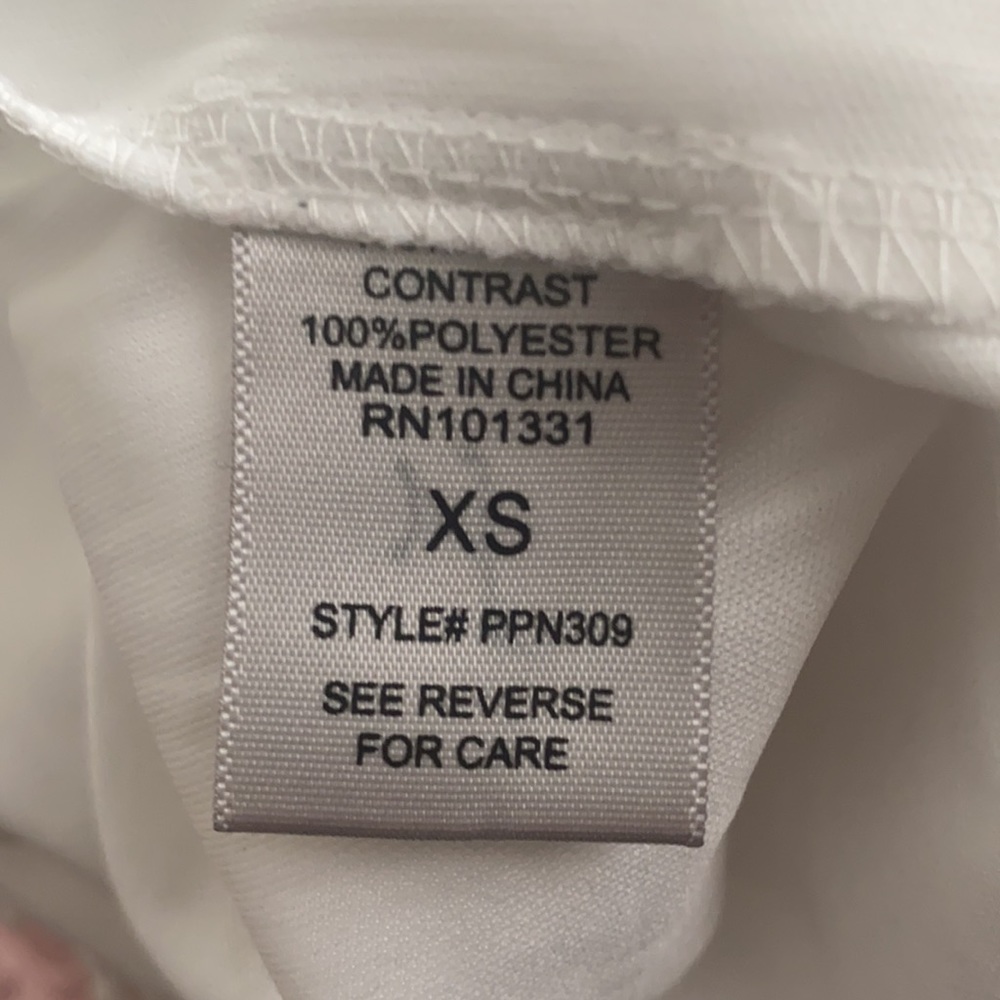 CONTRAST
100%POLYESTER
MADE IN CHINA
RN101331
XS
STYLE# PPN309
SEE REVERSE
FOR CARE